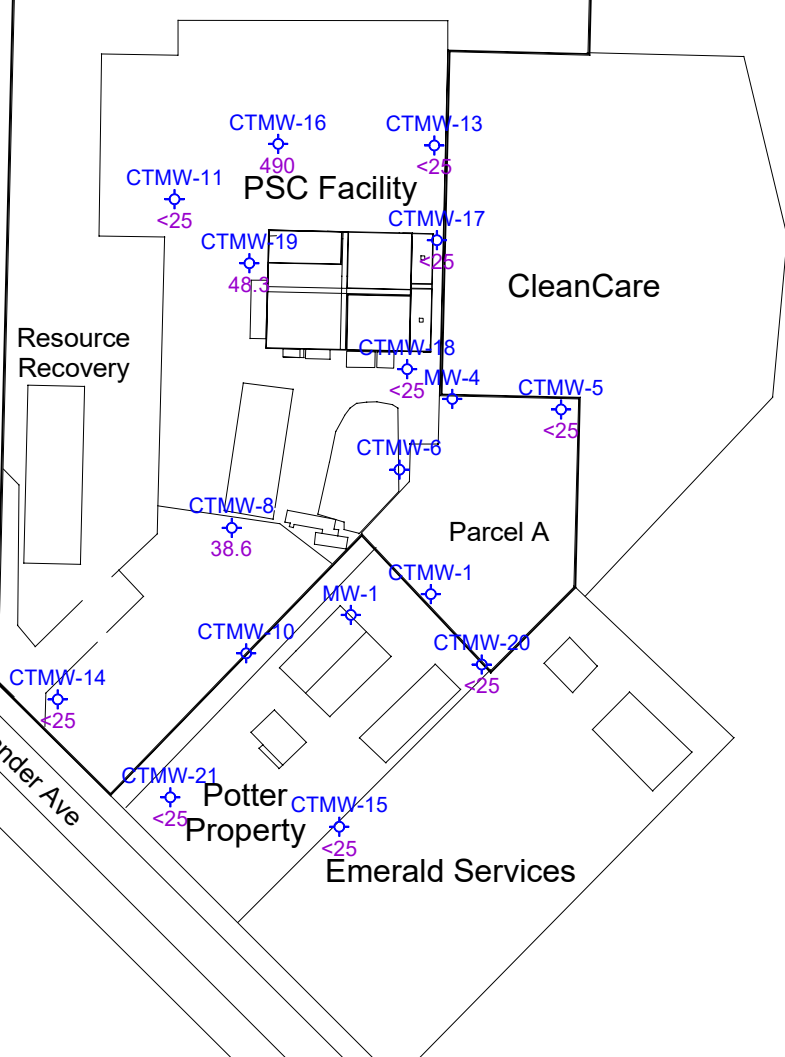 CTMW-16
CTMW-13
490
<25
CTMW-11
PSC Facility
<25
CTMW-17
CTMW-19
<25
48.3
CleanCare
Resource
Recovery
CTMW-18
MW-4
CTMW-5
<25
<25
CTMW-6
CTMW-8
Parcel A
38.6
CTMW-1
MW-1
CTMW-10
CTMW-20
CTMW-14
<25
<25
nder Ave
CTMW-21
Potter
CTMW-15
<25
Property
<25
Emerald Services